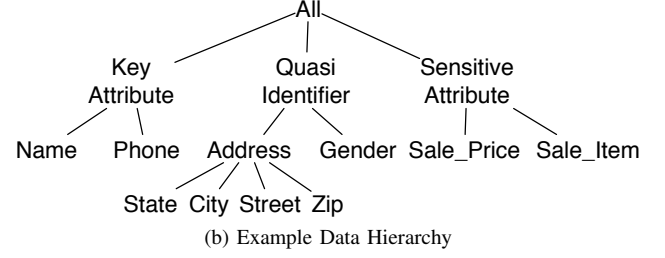 All
Key Attribute
Quasi Identifier
Sensitive Attribute
Name Phone Address Gender Sale_Price Sale_Item
State City Street Zip
(b) Example Data Hierarchy